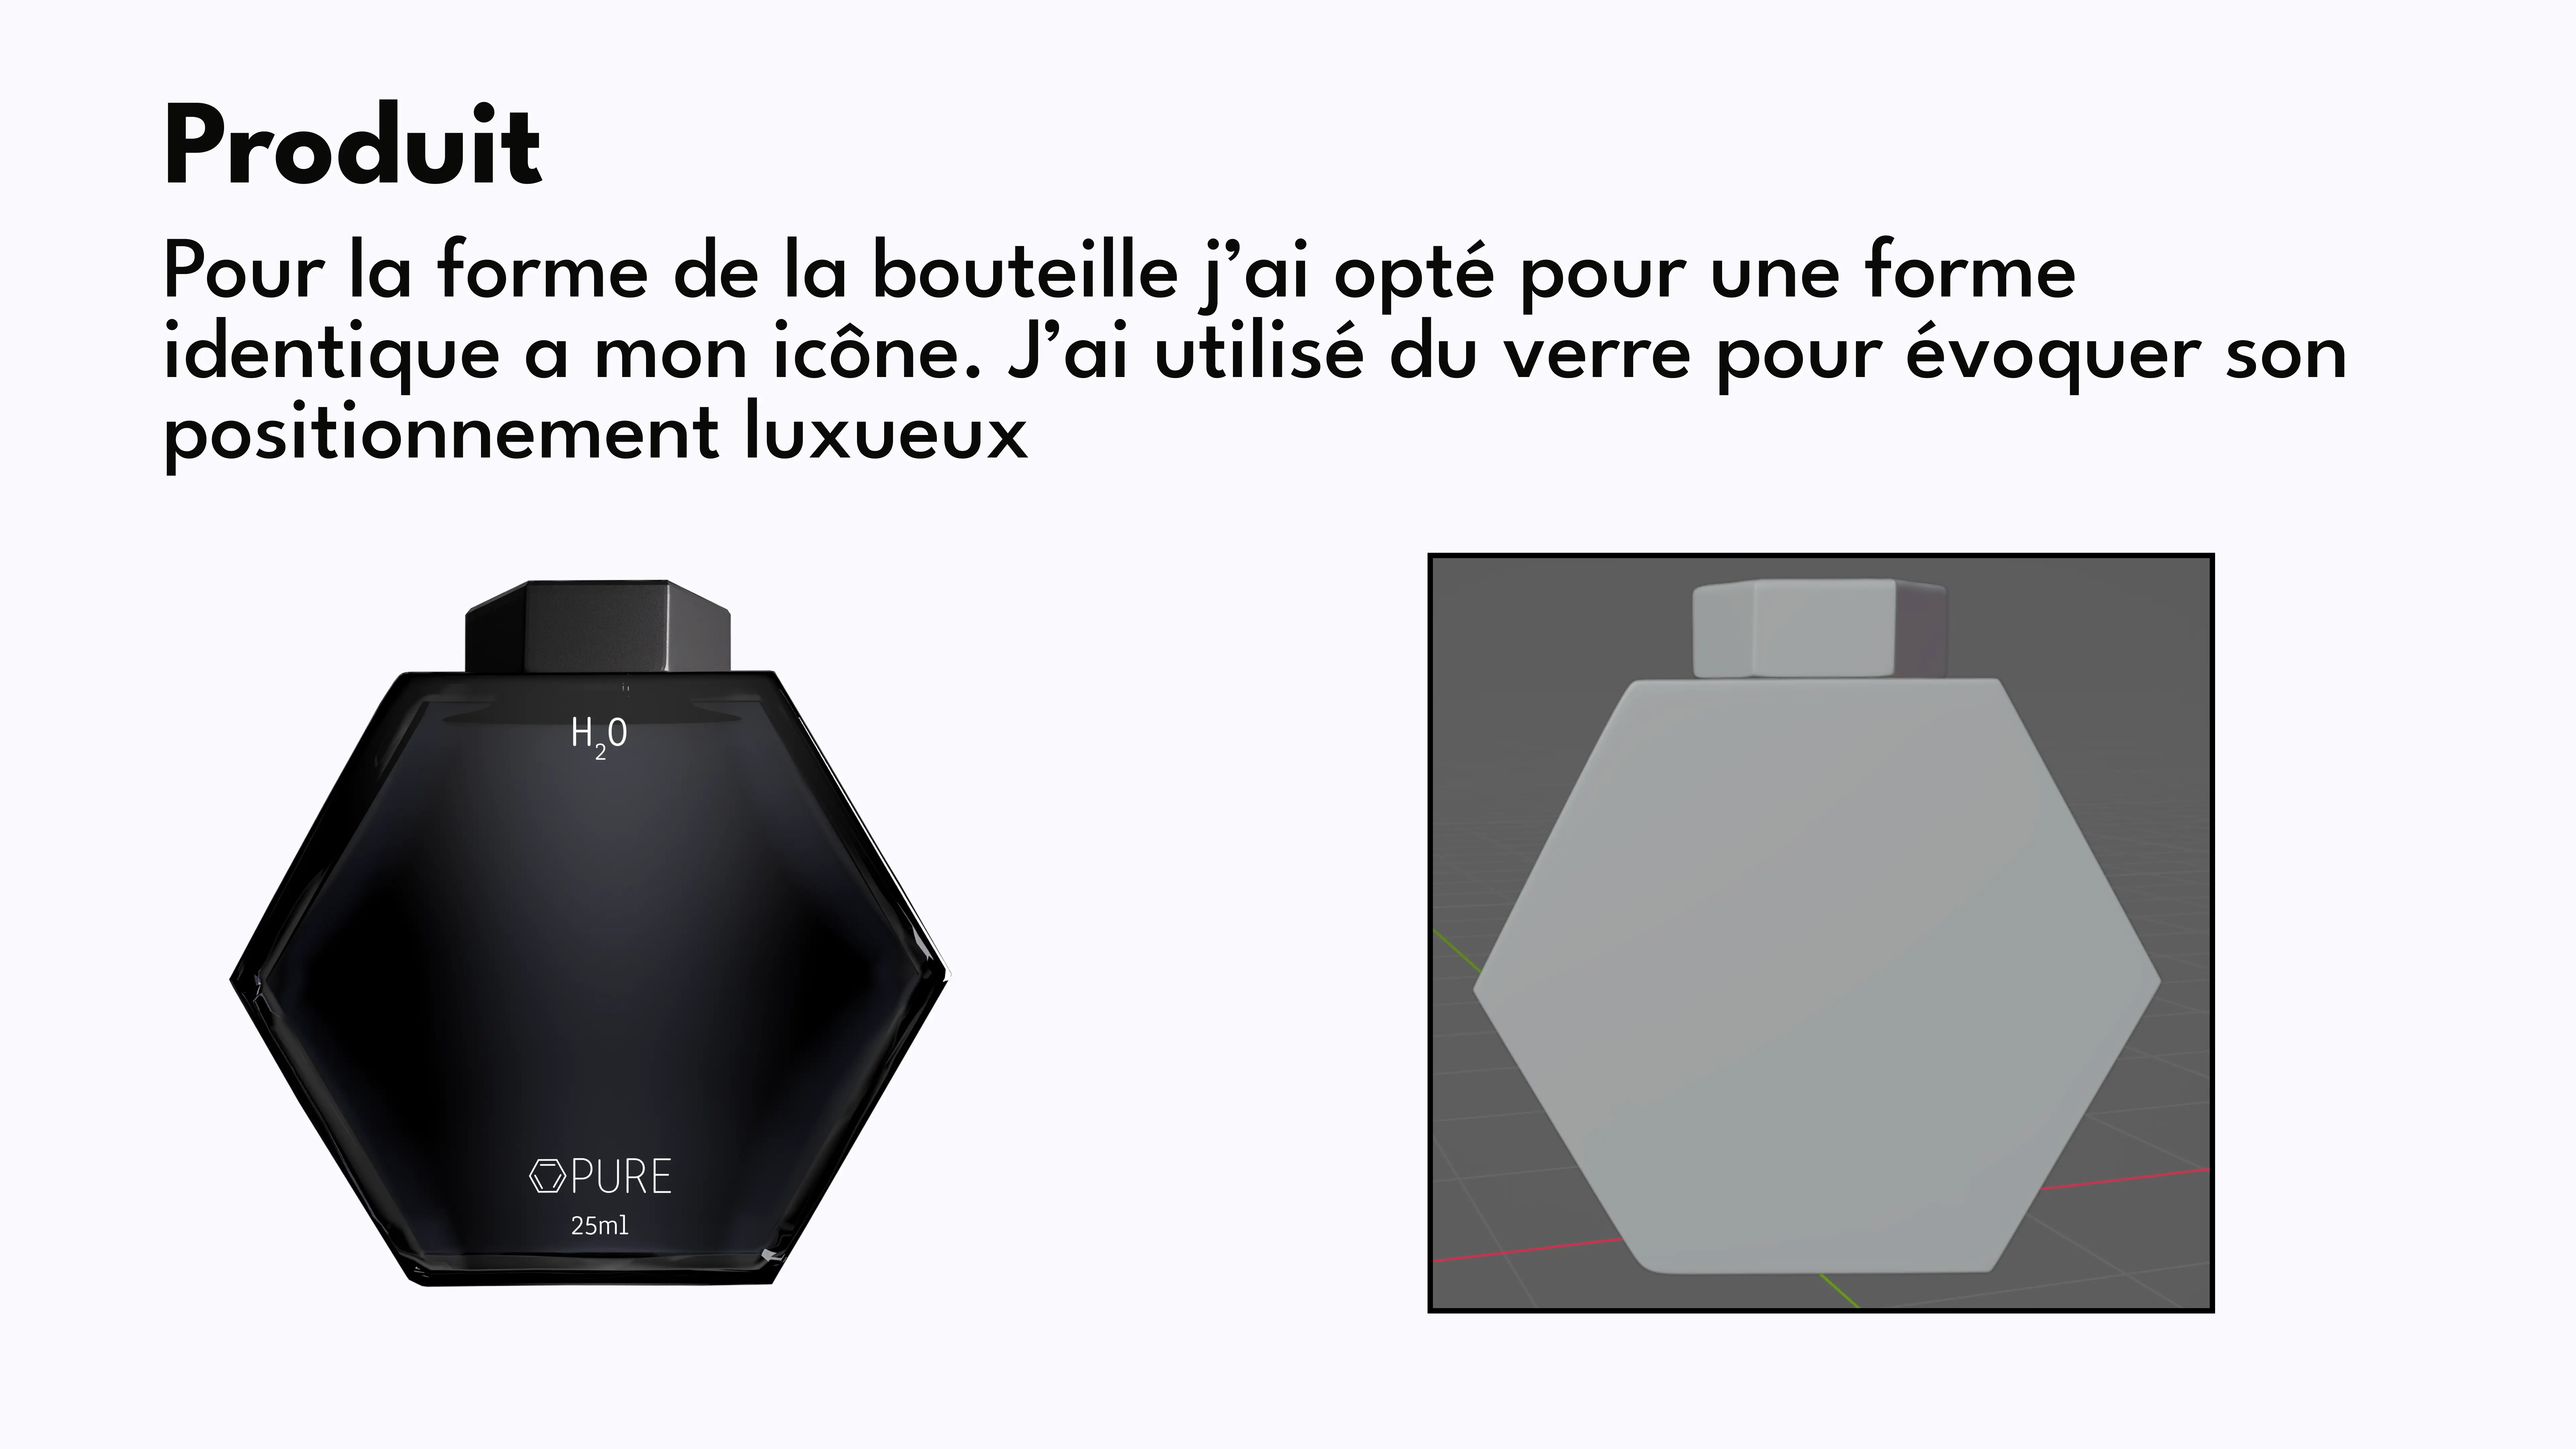 Produit
Pour la forme de la bouteille j’ai opté pour une forme
identique a mon icône. J’ai utilisé du verre pour évoquer son
positionnement luxueux
H₂0
PURE
25ml